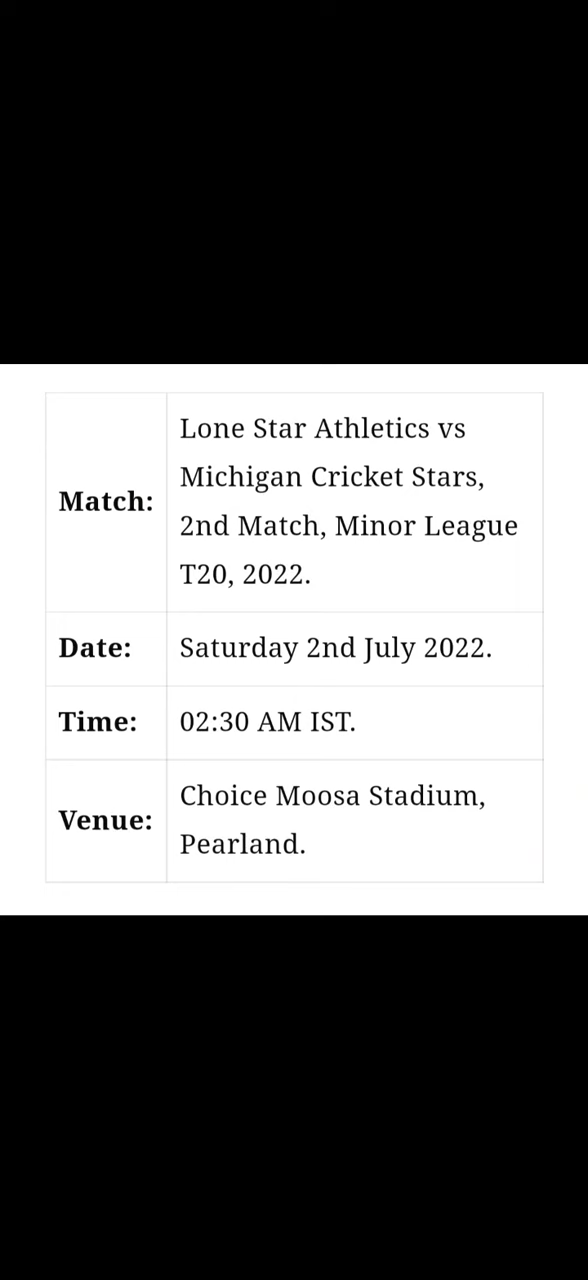 Match:
Lone Star Athletics vs
Michigan Cricket Stars,
2nd Match, Minor League
T20, 2022.
Date:
Saturday 2nd July 2022.
Time:
02:30 AM IST.
Venue:
Choice Moosa Stadium,
Pearland.